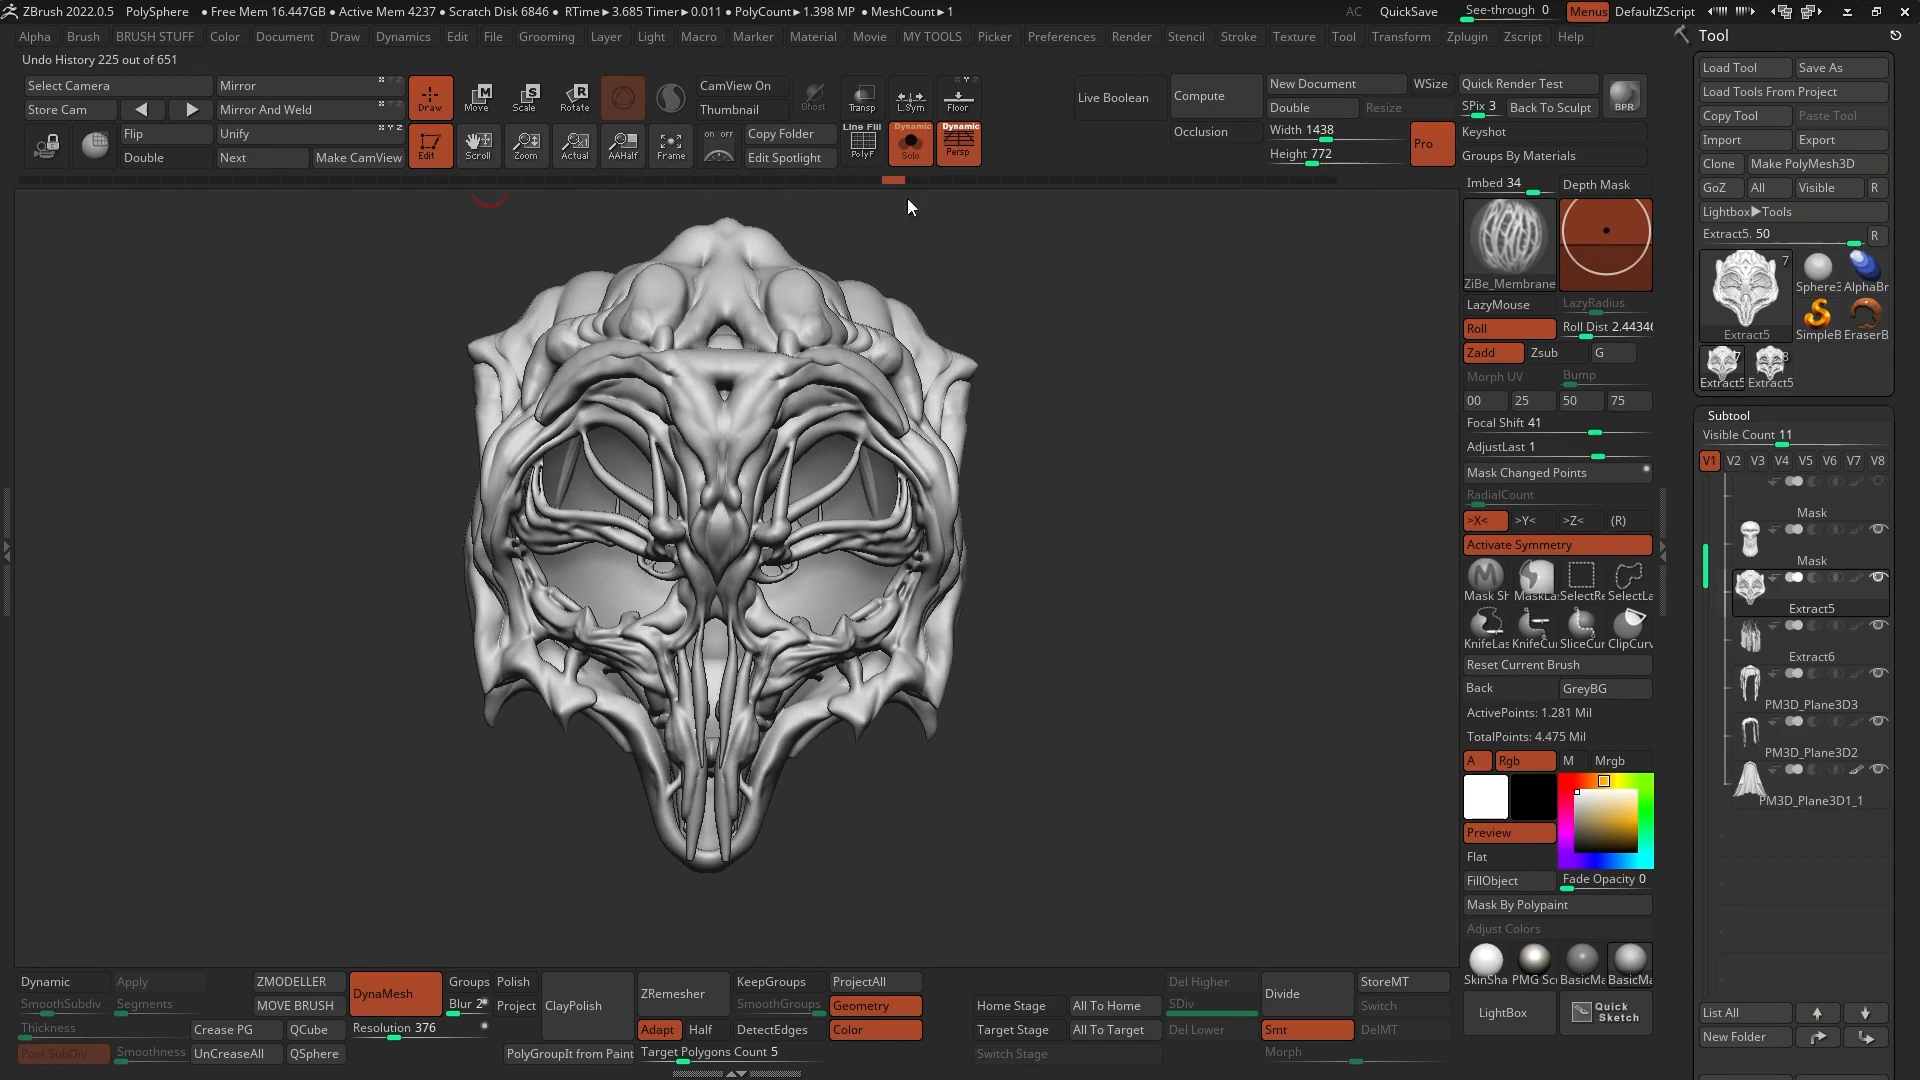 ZBrush 2022.0.5 PolySphere • Free Mem 16.447GB • Active Mem 4237 • Scratch Disk 6846 • RTime►3.685 Timer►0.011 • PolyCount►1.398 MP • MeshCount►1 AC QuickSave See-through 0 Menus DefaultZScript
Alpha Brush BRUSH STUFF Color Document Draw Dynamics Edit File Grooming Layer Light Macro Marker Material Movie MY TOOLS Picker Preferences Render Stencil Stroke Texture Tool Transform Zplugin Zscript Help
Undo History 225 out of 651
Select Camera Mirror
Store Cam Mirror And Weld
Flip Unify
Double Next Make CamView
Draw Move Scale Rotate
CamView On
Thumbnail
Ghost Transp L.Sym Floor
Edit Scroll Zoom Actual AAHalf Frame ON OFF
Copy Folder
Edit Spotlight
Line Fill
PolyF
Dynamic
Solo
Dynamic
Persp
Live Boolean
Compute
Occlusion
New Document WSize
Double Resize
Width 1438
Height 772
Pro
Quick Render Test
SPix 3 Back To Sculpt
BPR
Keyshot
Groups By Materials
Imbed 34 Depth Mask
ZiBe_Membrane
LazyMouse LazyRadius
Roll Roll Dist 2.4434
Zadd Zsub G
Morph UV Bump
00 25 50 75
Focal Shift 41
AdjustLast 1
Mask Changed Points
RadialCount
>X< >Y< >Z< (R)
Activate Symmetry
Mask Sh MaskLa SelectRe SelectLa
KnifeLas KnifeCu SliceCur ClipCurv
Reset Current Brush
Back GreyBG
ActivePoints: 1.281 Mil
TotalPoints: 4.475 Mil
A Rgb M Mrgb
Preview
Flat
FillObject Fade Opacity 0
Mask By Polypaint
Adjust Colors
SkinSha PMG Sc BasicMa BasicMa
LightBox Quick Sketch
Tool
Load Tool Save As
Load Tools From Project
Copy Tool Paste Tool
Import Export
Clone Make PolyMesh3D
GoZ All Visible R
Lightbox►Tools
Extract5. 50 R
7
Extract5
Sphere3 AlphaBr
SimpleB EraserB
7 8
Extract5 Extract5
Subtool
Visible Count 11
V1 V2 V3 V4 V5 V6 V7 V8
Mask
Mask
Extract5
Extract6
PM3D_Plane3D3
PM3D_Plane3D2
PM3D_Plane3D1_1
List All
New Folder
Dynamic Apply
SmoothSubdiv Segments
Thickness
Post SubDiv Smoothness
ZMODELLER
MOVE BRUSH
Crease PG QCube
UnCreaseAll QSphere
DynaMesh
Groups Polish
Blur 2 Project
Resolution 376
ClayPolish
PolyGroupIt from Paint
ZRemesher
Adapt Half
KeepGroups
SmoothGroups
DetectEdges
Target Polygons Count 5
ProjectAll
Geometry
Color
Home Stage All To Home
Target Stage All To Target
Switch Stage
Del Higher
SDiv
Del Lower
Divide
Smt
Morph
StoreMT
Switch
DelMT